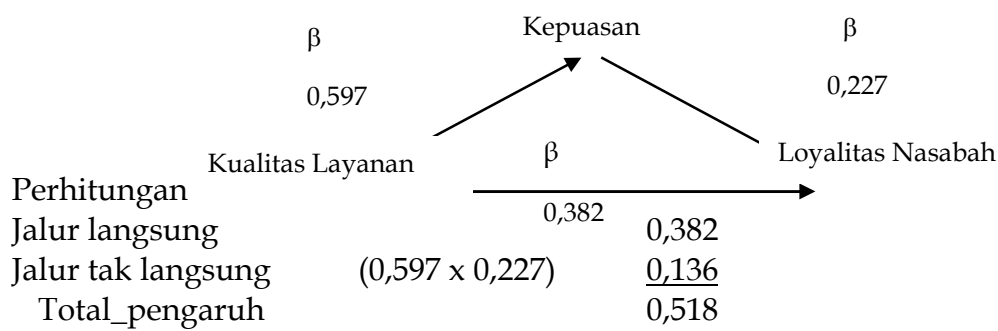 β
Kepuasan
β
0,597
0,227
Kualitas Layanan
β
Loyalitas Nasabah
Perhitungan
0,382
Jalur langsung 0,382
Jalur tak langsung (0,597 x 0,227) 0,136
Total_pengaruh 0,518